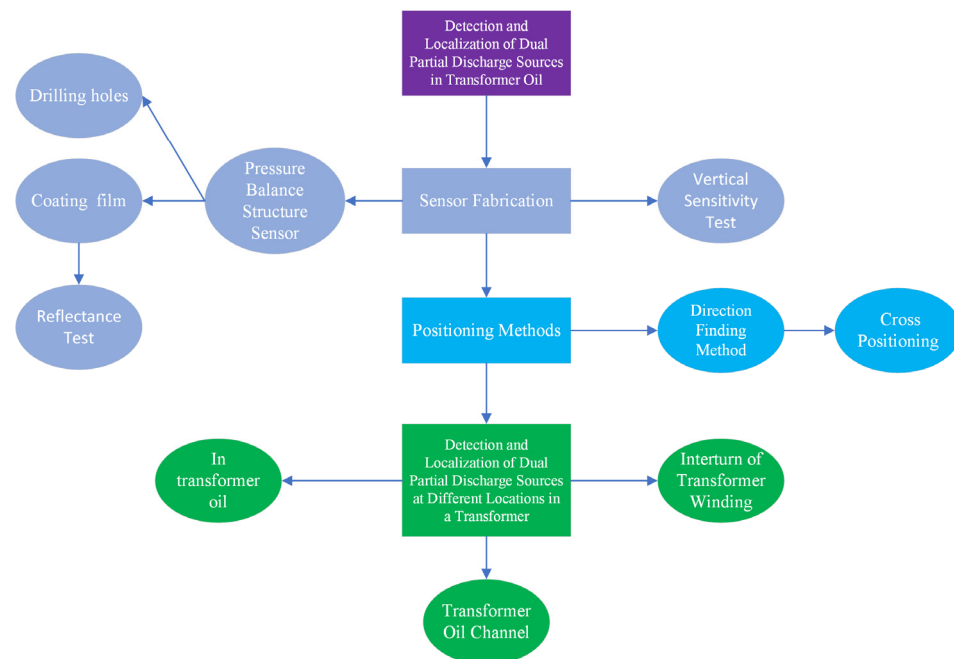 Detection and
Localization of Dual
Partial Discharge Sources
in Transformer Oil
Drilling holes
Pressure
Balance
Structure
Sensor
Coating film
Sensor Fabrication
Vertical
Sensitivity
Test
Reflectance
Test
Positioning Methods
Direction
Finding
Method
Cross
Positioning
In
transformer
oil
Detection and
Localization of Dual
Partial Discharge Sources
at Different Locations in
a Transformer
Interturn of
Transformer
Winding
Transformer
Oil Channel